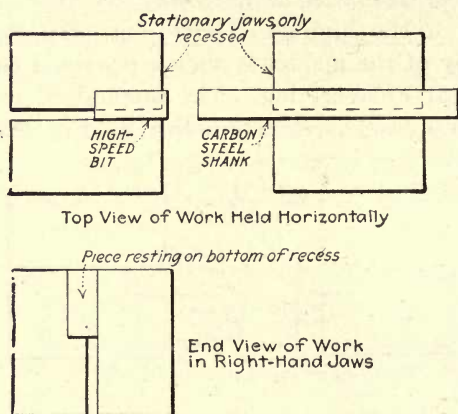 Stationary jaws, only
recessed
HIGH-
SPEED
BIT
CARBON
STEEL
SHANK
Top View of Work Held Horizontally
Piece resting on bottom of recess
End View of Work
in Right-Hand Jaws